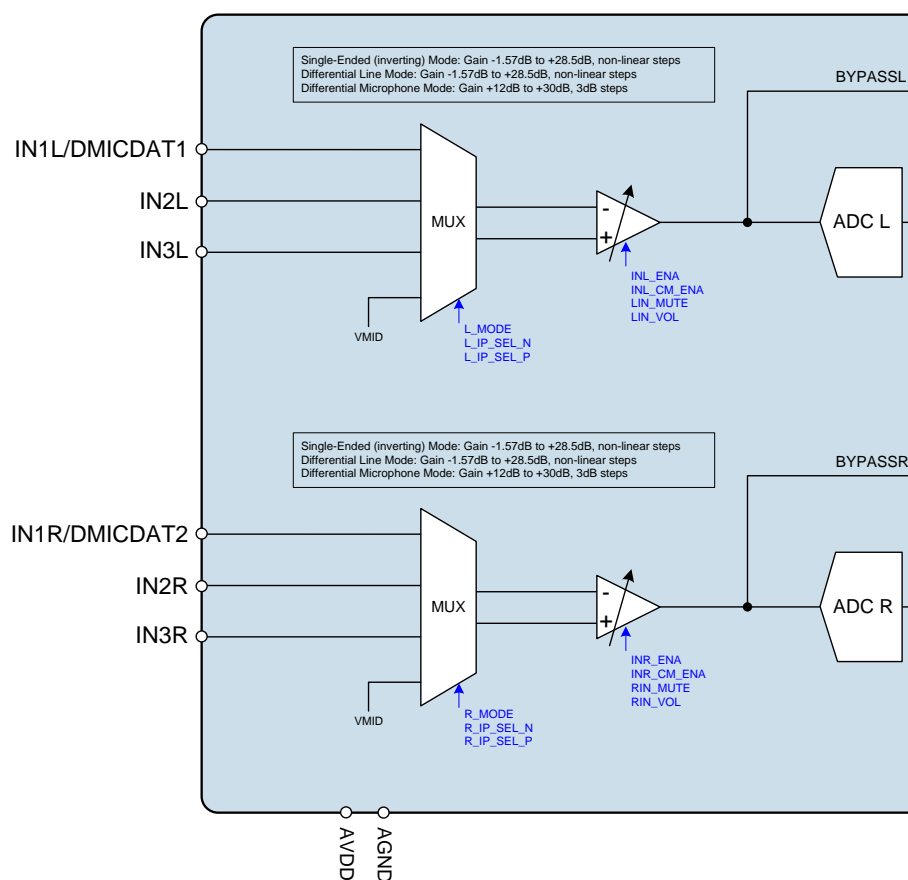 Single-Ended (inverting) Mode: Gain -1.57dB to +28.5dB, non-linear steps
Differential Line Mode: Gain -1.57dB to +28.5dB, non-linear steps
Differential Microphone Mode: Gain +12dB to +30dB, 3dB steps
BYPASSL
IN1L/DMICDAT1
IN2L
IN3L
MUX
-
+
ADC L
VMID
INL_ENA
INL_CM_ENA
LIN_MUTE
LIN_VOL
L_MODE
L_IP_SEL_N
L_IP_SEL_P
Single-Ended (inverting) Mode: Gain -1.57dB to +28.5dB, non-linear steps
Differential Line Mode: Gain -1.57dB to +28.5dB, non-linear steps
Differential Microphone Mode: Gain +12dB to +30dB, 3dB steps
BYPASSR
IN1R/DMICDAT2
IN2R
IN3R
MUX
-
+
ADC R
VMID
INR_ENA
INR_CM_ENA
RIN_MUTE
RIN_VOL
R_MODE
R_IP_SEL_N
R_IP_SEL_P
AVDD
AGND